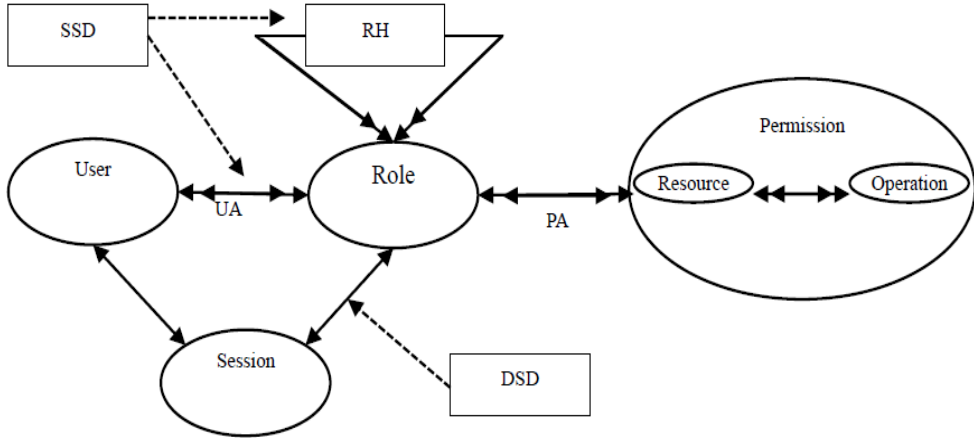 SSD
RH
Permission
User
Role
Resource
Operation
UA
PA
Session
DSD